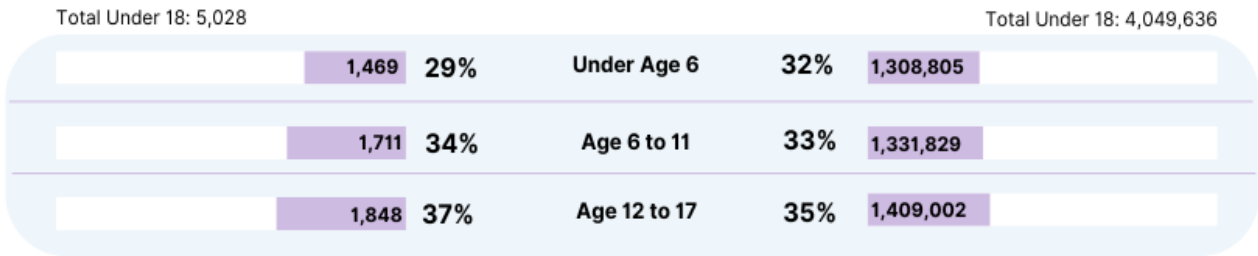 Total Under 18: 5,028 Total Under 18: 4,049,636
1,469 29% Under Age 6 32% 1,308,805
1,711 34% Age 6 to 11 33% 1,331,829
1,848 37% Age 12 to 17 35% 1,409,002